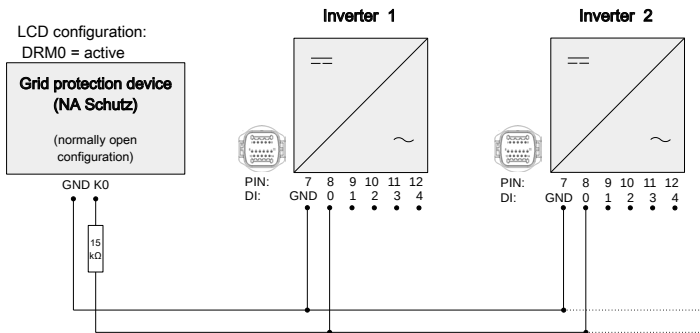 LCD configuration:
DRM0 = active
Grid protection device
(NA Schutz)
(normally open
configuration)
GND K0
15
kΩ
Inverter 1
PIN: 7 8 9 10 11 12
DI: GND 0 1 2 3 4
Inverter 2
PIN: 7 8 9 10 11 12
DI: GND 0 1 2 3 4